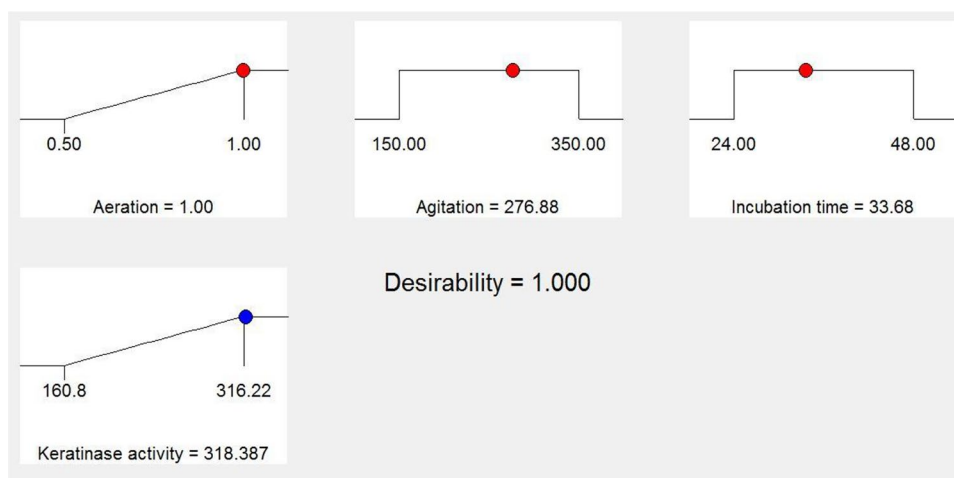 0.50 1.00
Aeration = 1.00
150.00 350.00
Agitation = 276.88
24.00 48.00
Incubation time = 33.68
160.8 316.22
Keratinase activity = 318.387
Desirability = 1.000